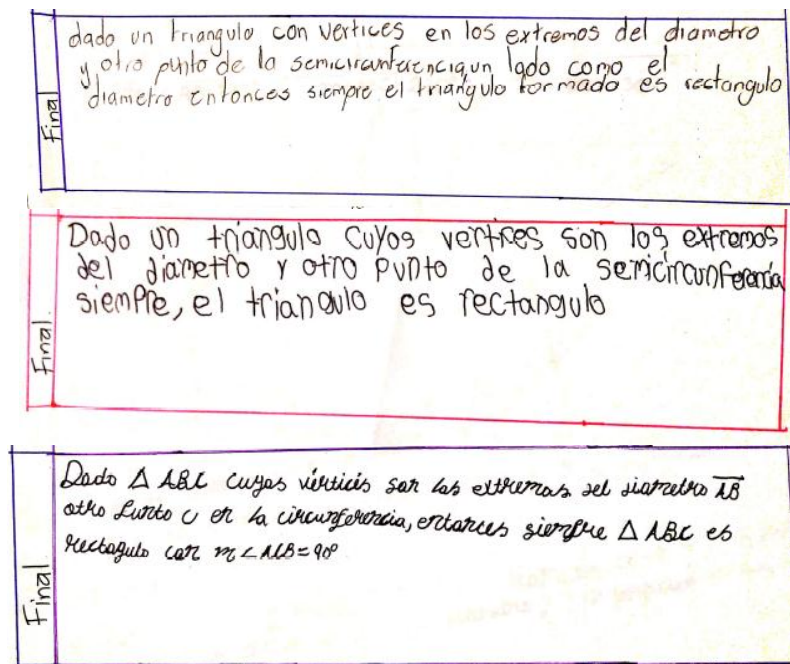 dado un triangulo con vertices en los extremos del diametro
y otro punto de la semicircunferencia, un lado como el
diametro entonces siempre el triangulo formado es rectangulo
Final
Dado un triangulo cuyos vertices son los extremos
del diametro y otro punto de la semicircunferencia
siempre, el triangulo es rectangulo
Final
Dado △ ABC cuyos vérticis son los extremos del diametro AB
otro punto C en la circunferencia, entonces siempre △ ABC es
rectagulo con m∠ACB=90°
Final